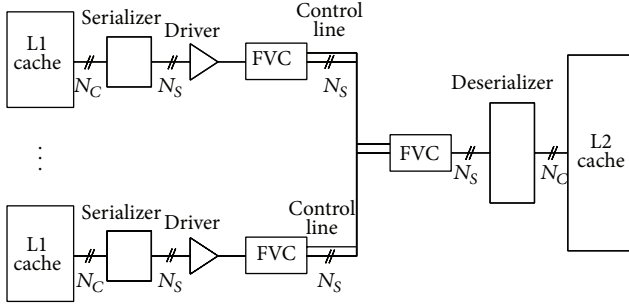 Serializer
Driver
Control
line
L1
cache
FVC
N_C
N_S
N_S
Deserializer
L2
cache
FVC
N_S
N_C
⋮
Serializer
Driver
Control
line
L1
cache
FVC
N_C
N_S
N_S